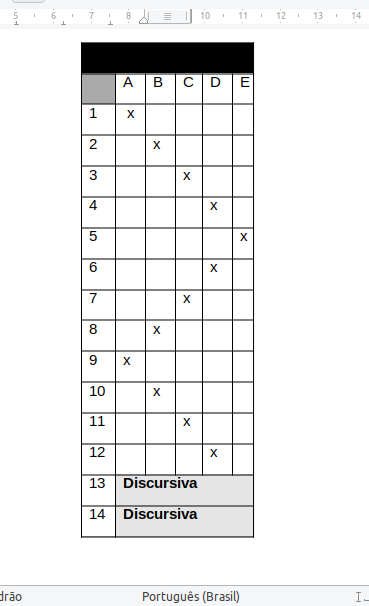 5 6 7 8 9 10 11 12 13 14
A B C D E
1 x
2 x
3 x
4 x
5 x
6 x
7 x
8 x
9 x
10 x
11 x
12 x
13 Discursiva
14 Discursiva
drão Português (Brasil)